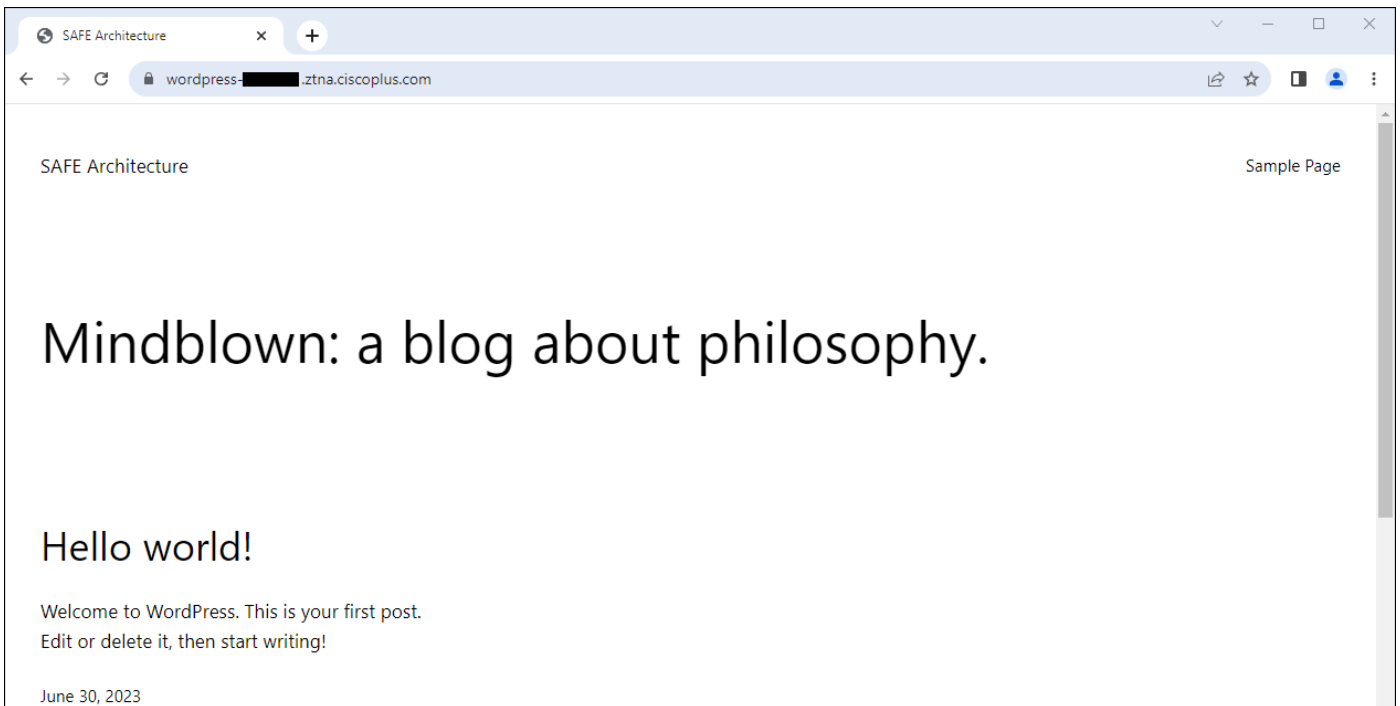 SAFE Architecture
wordpress- .ztna.ciscoplus.com
SAFE Architecture
Sample Page
Mindblown: a blog about philosophy.
Hello world!
Welcome to WordPress. This is your first post.
Edit or delete it, then start writing!
June 30, 2023